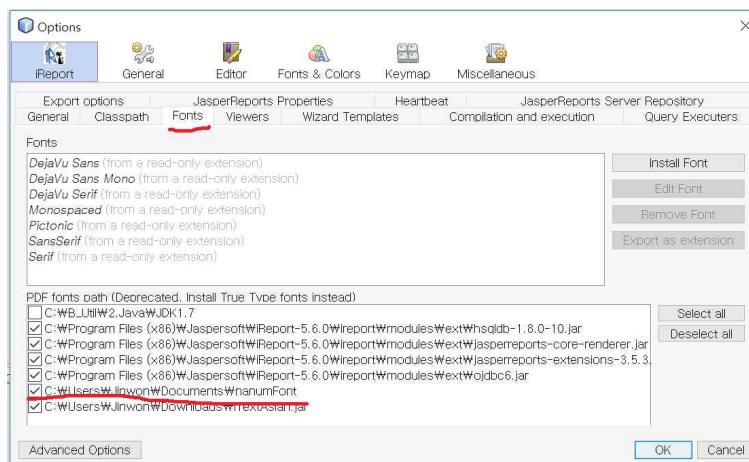 Options
iReport General Editor Fonts & Colors Keymap Miscellaneous
Export options JasperReports Properties Heartbeat JasperReports Server Repository
General Classpath Fonts Viewers Wizard Templates Compilation and execution Query Executers
Fonts
DejaVu Sans (from a read-only extension)
DejaVu Sans Mono (from a read-only extension)
DejaVu Serif (from a read-only extension)
Monospaced (from a read-only extension)
Pictonic (from a read-only extension)
SansSerif (from a read-only extension)
Serif (from a read-only extension)
Install Font
Edit Font
Remove Font
Export as extension
PDF fonts path (Deprecated. Install True Type fonts instead)
C:₩B_Util₩2.Java₩JDK1.7
C:₩Program Files (x86)₩Jaspersoft₩iReport-5.6.0₩ireport₩modules₩ext₩hsqldb-1.8.0-10.jar
C:₩Program Files (x86)₩Jaspersoft₩iReport-5.6.0₩ireport₩modules₩ext₩jasperreports-core-renderer.jar
C:₩Program Files (x86)₩Jaspersoft₩iReport-5.6.0₩ireport₩modules₩ext₩jasperreports-extensions-3.5.3.
C:₩Program Files (x86)₩Jaspersoft₩iReport-5.6.0₩ireport₩modules₩ext₩ojdbc6.jar
C:₩Users₩Jinwon₩Documents₩nanumFont
C:₩Users₩Jinwon₩Downloads₩iTextAsian.jar
Select all
Deselect all
Advanced Options
OK Cancel